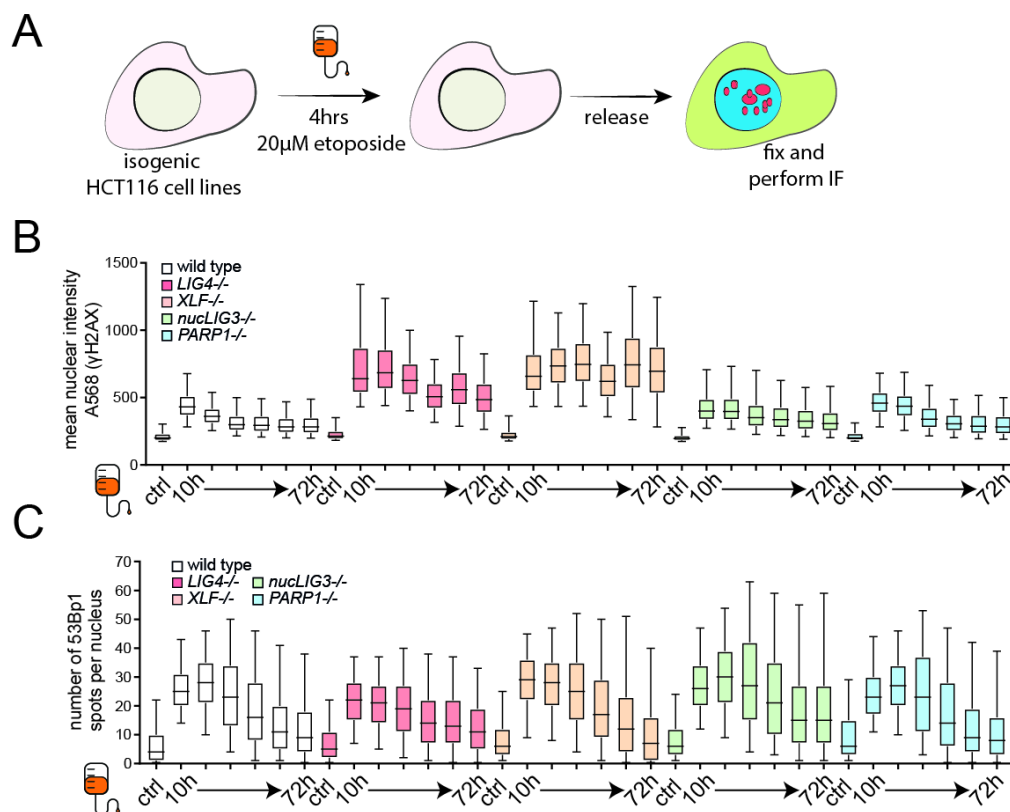 A
4hrs
20µM etoposide
release
isogenic
HCT116 cell lines
fix and
perform IF
B
mean nuclear intensity
A568 (γH2AX)
1500
1000
500
0
wild type
LIG4-/-
XLF-/-
nucLIG3-/-
PARP1-/-
ctrl 10h 72h ctrl 10h 72h ctrl 10h 72h ctrl 10h 72h ctrl 10h 72h
C
number of 53Bp1
spots per nucleus
70
60
50
40
30
20
10
0
wild type
LIG4-/- nucLIG3-/-
XLF-/- PARP1-/-
ctrl 10h 72h ctrl 10h 72h ctrl 10h 72h ctrl 10h 72h ctrl 10h 72h